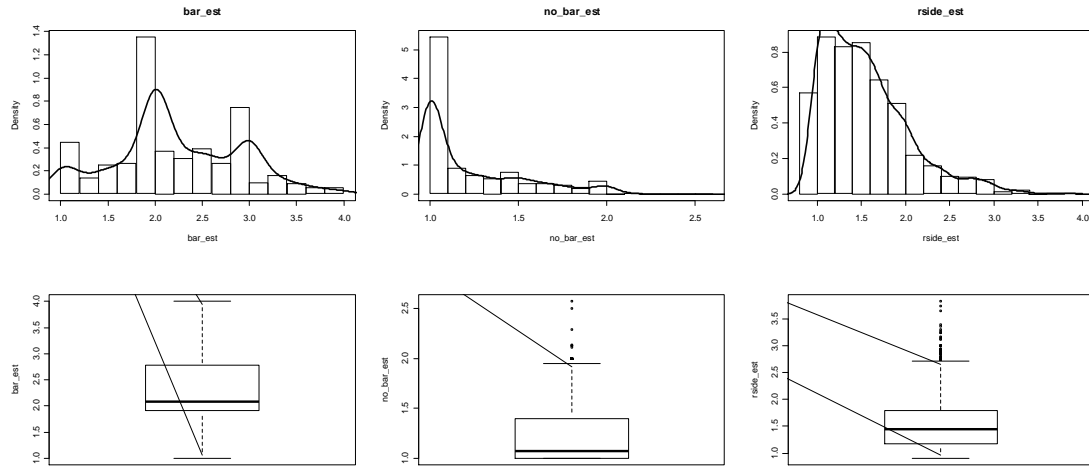 bar_est
no_bar_est
rside_est
Density
0.0 0.2 0.4 0.6 0.8 1.0 1.2 1.4
1.0 1.5 2.0 2.5 3.0 3.5 4.0
bar_est
Density
0 1 2 3 4 5
1.0 1.5 2.0 2.5
no_bar_est
Density
0.0 0.2 0.4 0.6 0.8
1.0 1.5 2.0 2.5 3.0 3.5 4.0
rside_est
bar_est
1.0 1.5 2.0 2.5 3.0 3.5 4.0
no_bar_est
1.0 1.5 2.0 2.5
rside_est
1.0 1.5 2.0 2.5 3.0 3.5